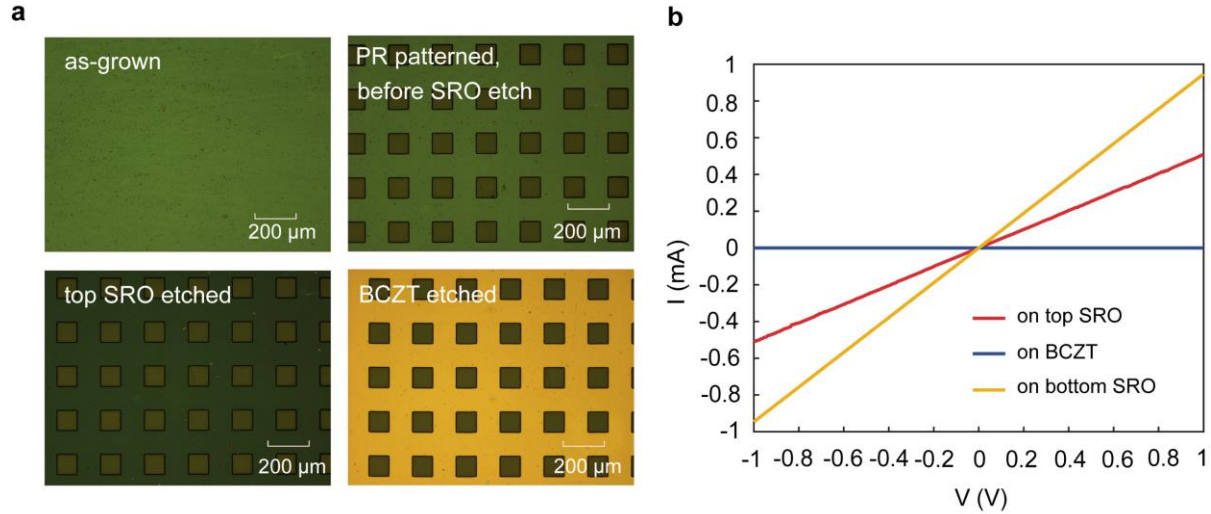 a
as-grown
200 µm
PR patterned,
before SRO etch
200 µm
top SRO etched
200 µm
BCZT etched
200 µm
b
1
0.8
0.6
0.4
0.2
0
-0.2
-0.4
-0.6
-0.8
-1
I (mA)
on top SRO
on BCZT
on bottom SRO
-1 -0.8 -0.6 -0.4 -0.2 0 0.2 0.4 0.6 0.8 1
V (V)